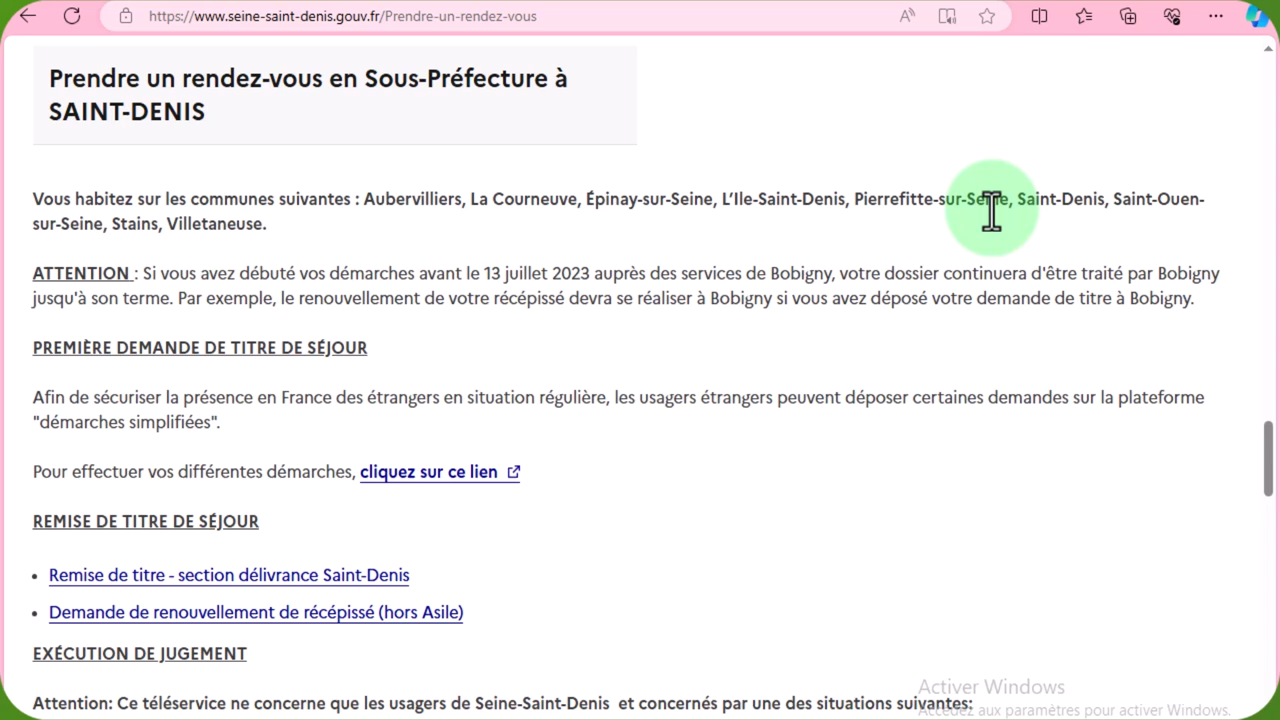 https://www.seine-saint-denis.gouv.fr/Prendre-un-rendez-vous
Prendre un rendez-vous en Sous-Préfecture à
SAINT-DENIS
Vous habitez sur les communes suivantes : Aubervilliers, La Courneuve, Épinay-sur-Seine, L'Ile-Saint-Denis, Pierrefitte-sur-Seine, Saint-Denis, Saint-Ouen-
sur-Seine, Stains, Villetaneuse.
ATTENTION : Si vous avez débuté vos démarches avant le 13 juillet 2023 auprès des services de Bobigny, votre dossier continuera d'être traité par Bobigny
jusqu'à son terme. Par exemple, le renouvellement de votre récépissé devra se réaliser à Bobigny si vous avez déposé votre demande de titre à Bobigny.
PREMIÈRE DEMANDE DE TITRE DE SÉJOUR
Afin de sécuriser la présence en France des étrangers en situation régulière, les usagers étrangers peuvent déposer certaines demandes sur la plateforme
"démarches simplifiées".
Pour effectuer vos différentes démarches, cliquez sur ce lien
REMISE DE TITRE DE SÉJOUR
• Remise de titre - section délivrance Saint-Denis
• Demande de renouvellement de récépissé (hors Asile)
EXÉCUTION DE JUGEMENT
Attention: Ce téléservice ne concerne que les usagers de Seine-Saint-Denis et concernés par une des situations suivantes:
Activer Windows
Accédez aux paramètres pour activer Windows.